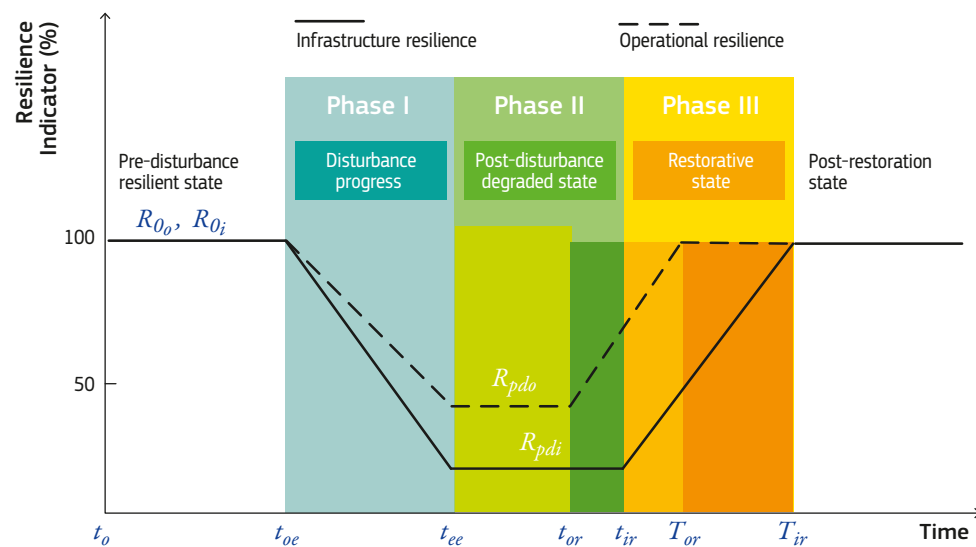 Resilience
Indicator (%)
Infrastructure resilience
Operational resilience
Phase I
Phase II
Phase III
Pre-disturbance
resilient state
Disturbance
progress
Post-disturbance
degraded state
Restorative
state
Post-restoration
state
R0o, R0i
100
50
Rpdo
Rpdi
to
toe
tee
tor
tir
Tor
Tir
Time